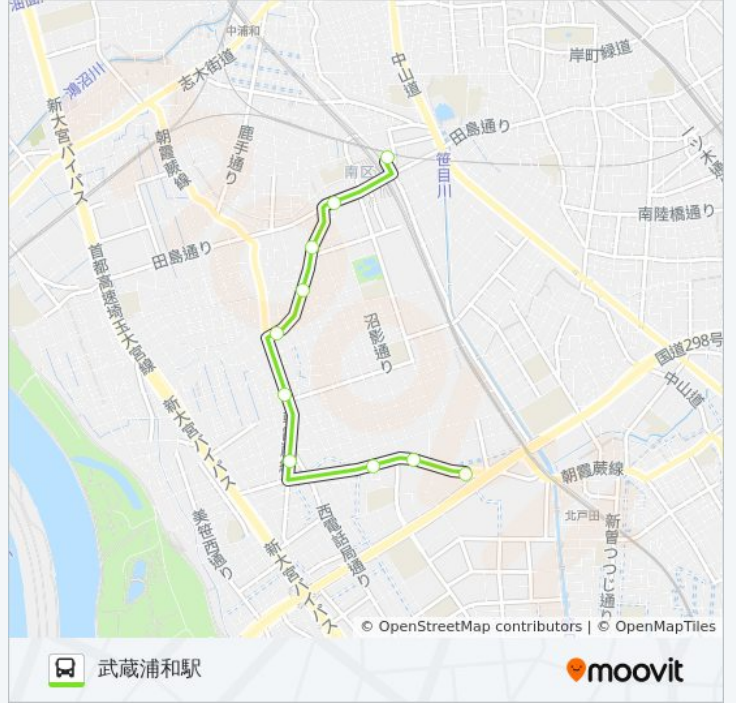 中浦和
志木街道
鴻沼川
中山道
岸町緑道
新大宮バイパス
朝霞蕨線
鹿手通り
田島通り
南区
笹目川
一ツ木通
南陸橋通り
田島通り
首都高速埼玉大宮線
沼影通り
国道298号
中山道
新大宮バイパス
朝霞蕨線
北戸田
美笹西通り
西電話局通り
新曽つつじ通り
新大宮バイパス
© OpenStreetMap contributors | © OpenMapTiles
武蔵浦和駅
moovit